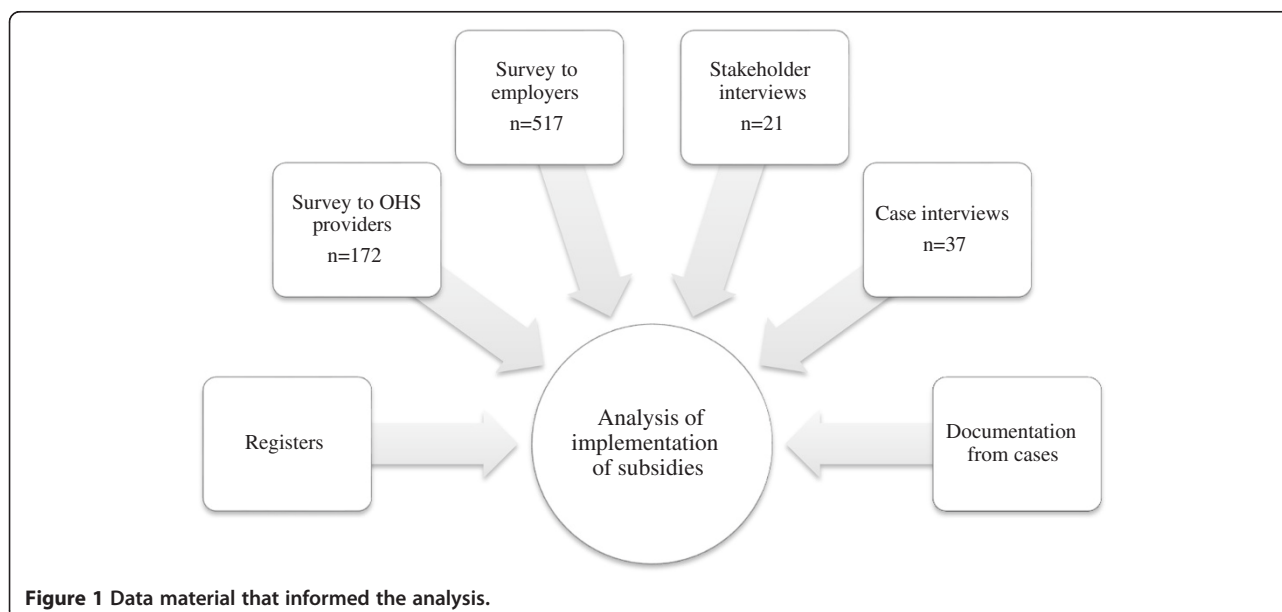 Survey to
employers
n=517
Stakeholder
interviews
n=21
Survey to OHS
providers
n=172
Case interviews
n=37
Registers
Analysis of
implementation
of subsidies
Documentation
from cases
Figure 1 Data material that informed the analysis.